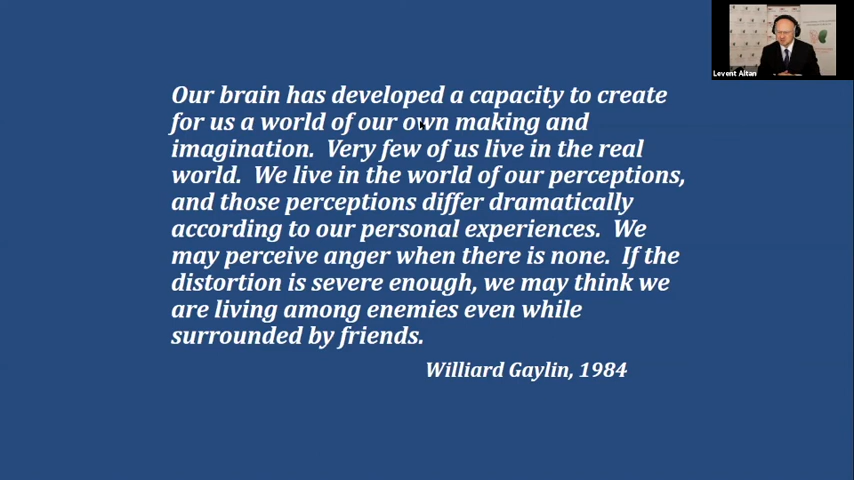 Our brain has developed a capacity to create
for us a world of our own making and
imagination. Very few of us live in the real
world. We live in the world of our perceptions,
and those perceptions differ dramatically
according to our personal experiences. We
may perceive anger when there is none. If the
distortion is severe enough, we may think we
are living among enemies even while
surrounded by friends.
Williard Gaylin, 1984
Levent Altan